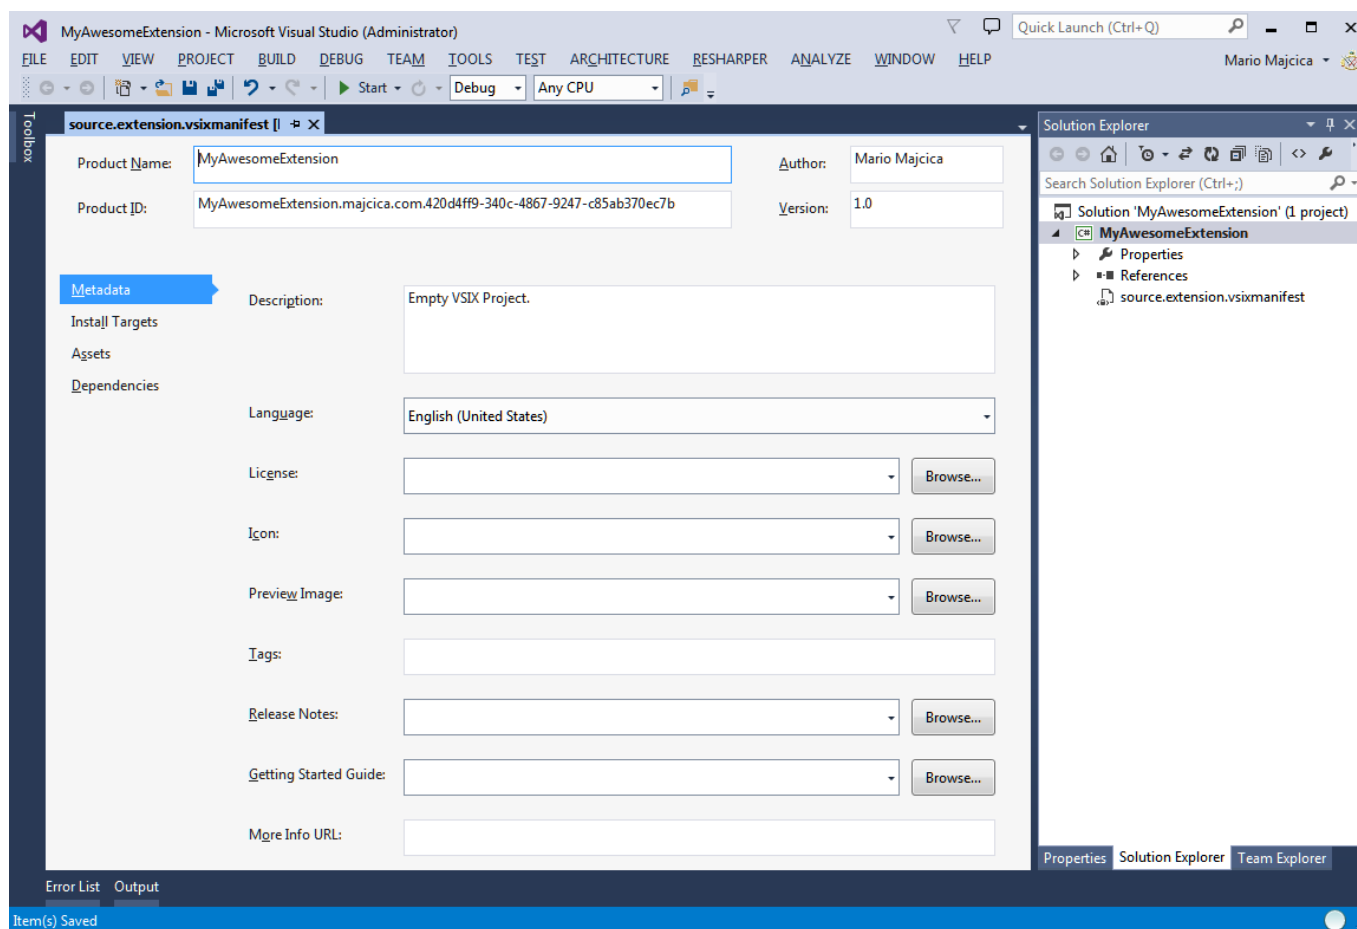 MyAwesomeExtension - Microsoft Visual Studio (Administrator)
Quick Launch (Ctrl+Q)
FILE EDIT VIEW PROJECT BUILD DEBUG TEAM TOOLS TEST ARCHITECTURE RESHARPER ANALYZE WINDOW HELP
Mario Majcica
Start
Debug
Any CPU
Toolbox
source.extension.vsixmanifest [
Product Name:
MyAwesomeExtension
Author:
Mario Majcica
Product ID:
MyAwesomeExtension.majcica.com.420d4ff9-340c-4867-9247-c85ab370ec7b
Version:
1.0
Metadata
Install Targets
Assets
Dependencies
Description:
Empty VSIX Project.
Language:
English (United States)
License:
Browse...
Icon:
Browse...
Preview Image:
Browse...
Tags:
Release Notes:
Browse...
Getting Started Guide:
Browse...
More Info URL:
Solution Explorer
Search Solution Explorer (Ctrl+;)
Solution 'MyAwesomeExtension' (1 project)
C# MyAwesomeExtension
Properties
References
source.extension.vsixmanifest
Properties Solution Explorer Team Explorer
Error List Output
Item(s) Saved